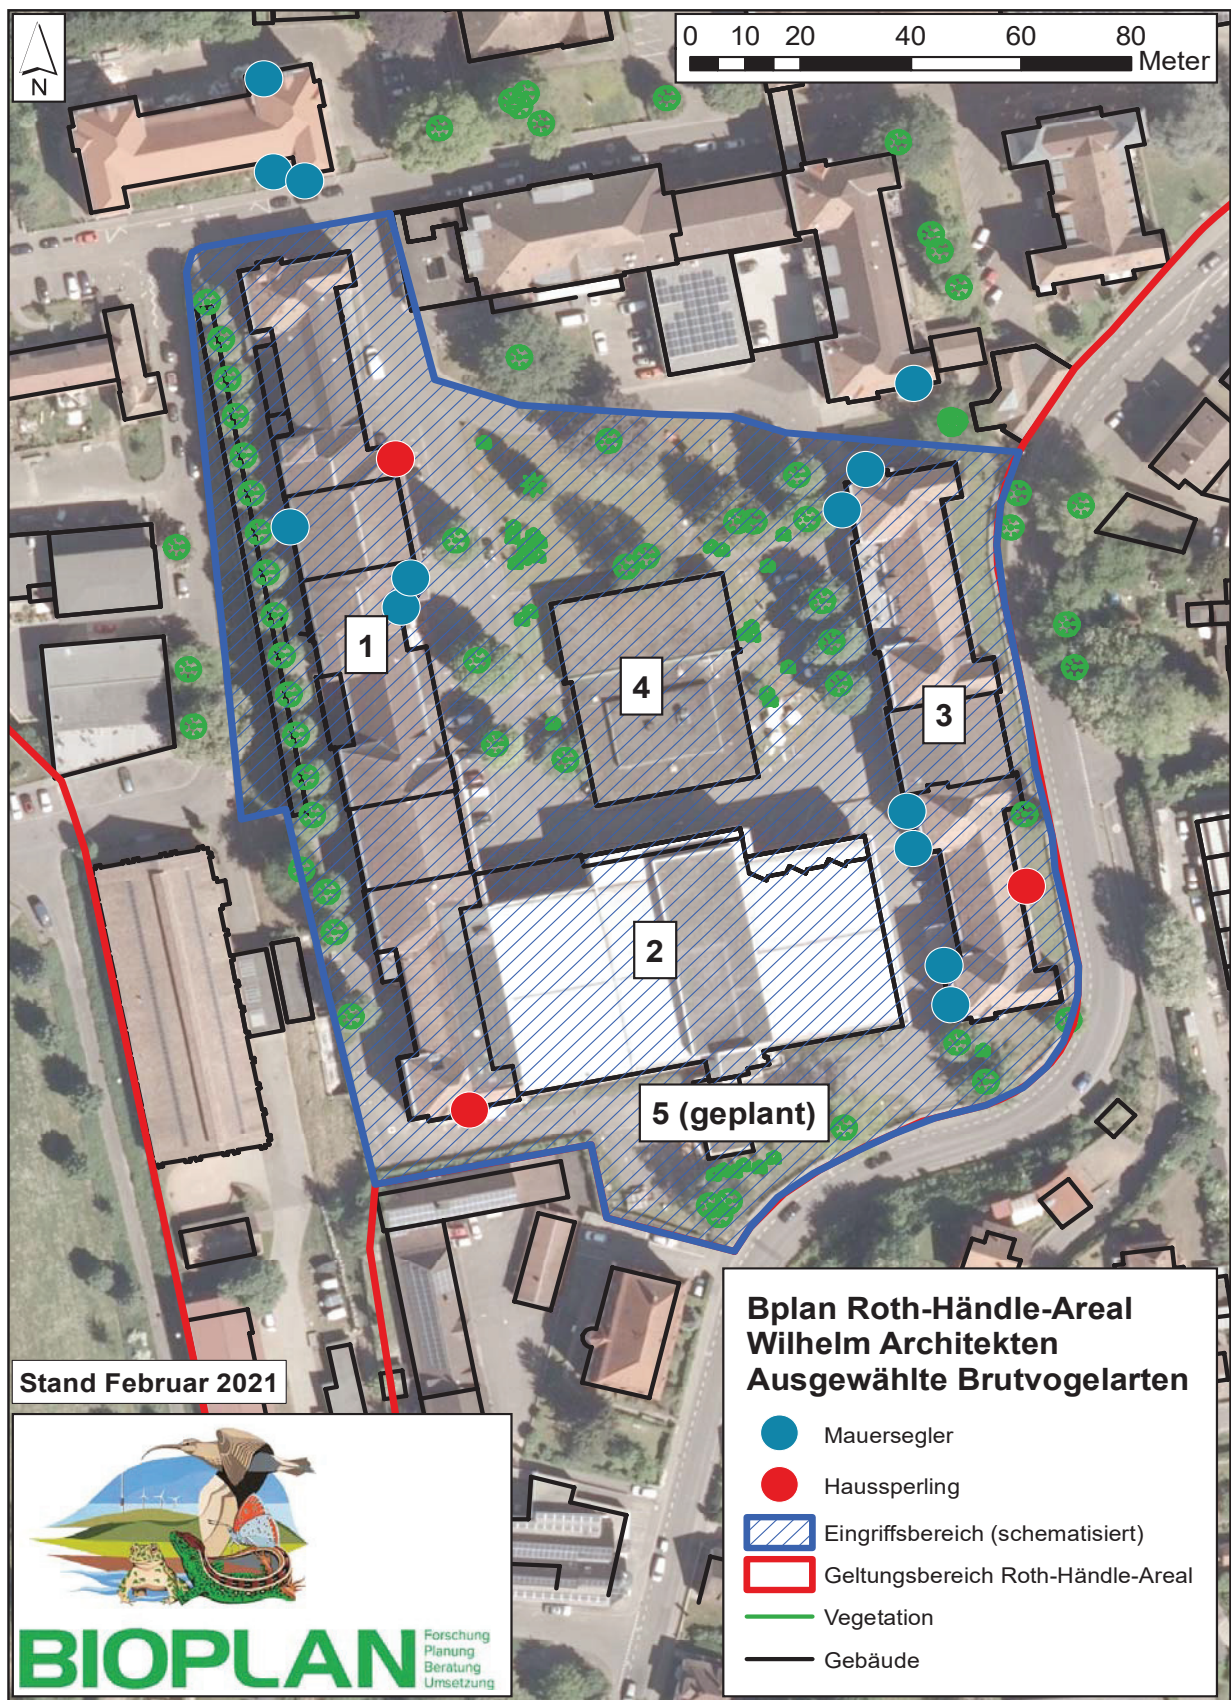 N
0 10 20 40 60 80
Meter
1
4
3
2
5 (geplant)
Stand Februar 2021
BIOPLAN
Forschung
Planung
Beratung
Umsetzung
Bplan Roth-Händle-Areal
Wilhelm Architekten
Ausgewählte Brutvogelarten
Mauersegler
Haussperling
Eingriffsbereich (schematisiert)
Geltungsbereich Roth-Händle-Areal
Vegetation
Gebäude